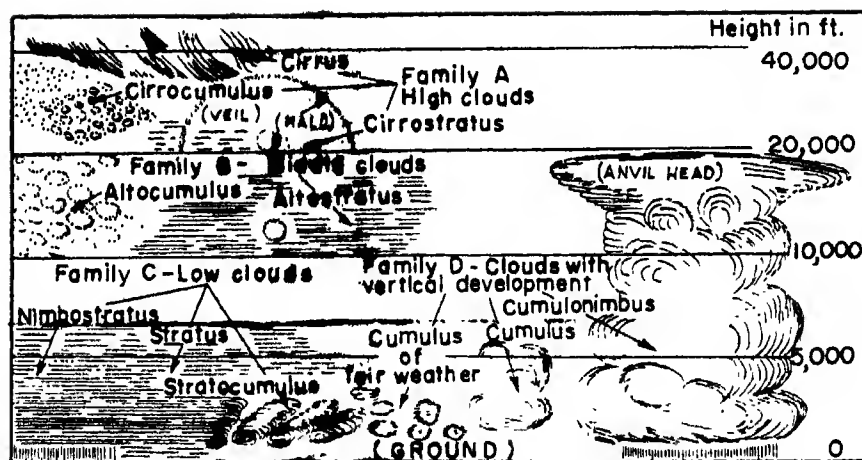 Height in ft.
40,000
Cirrus
Family A
High clouds
Cirrocumulus
(VEIL)
Cirrostratus
20,000
Family - clouds
(ANVIL HEAD)
Altocumulus
Altostratus
10,000
Family C-Low clouds
Family D-Clouds with
vertical development
Cumulonimbus
Nimbostratus
Stratus
Cumulus
Cumulus
of
fair weather
5,000
Stratocumulus
(GROUND)
0